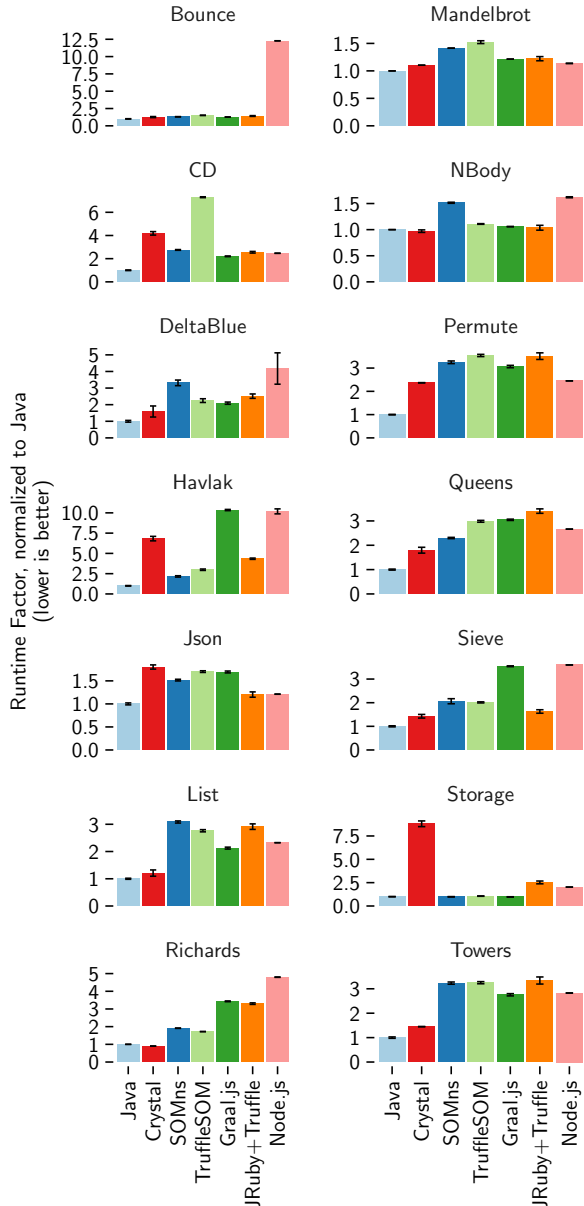 Bounce
12.5
10.0
7.5
5.0
2.5
0.0
Mandelbrot
1.5
1.0
0.5
0.0
CD
6
4
2
0
NBody
1.5
1.0
0.5
0.0
DeltaBlue
5
4
3
2
1
0
Permute
3
2
1
0
Runtime Factor, normalized to Java
(lower is better)
Havlak
10.0
7.5
5.0
2.5
0.0
Queens
3
2
1
0
Json
1.5
1.0
0.5
0.0
Sieve
3
2
1
0
List
3
2
1
0
Storage
7.5
5.0
2.5
0.0
Richards
5
4
3
2
1
0
Towers
3
2
1
0
Java
Crystal
SOMns
TruffleSOM
Graal.js
JRuby+Truffle
Node.js
Java
Crystal
SOMns
TruffleSOM
Graal.js
JRuby+Truffle
Node.js